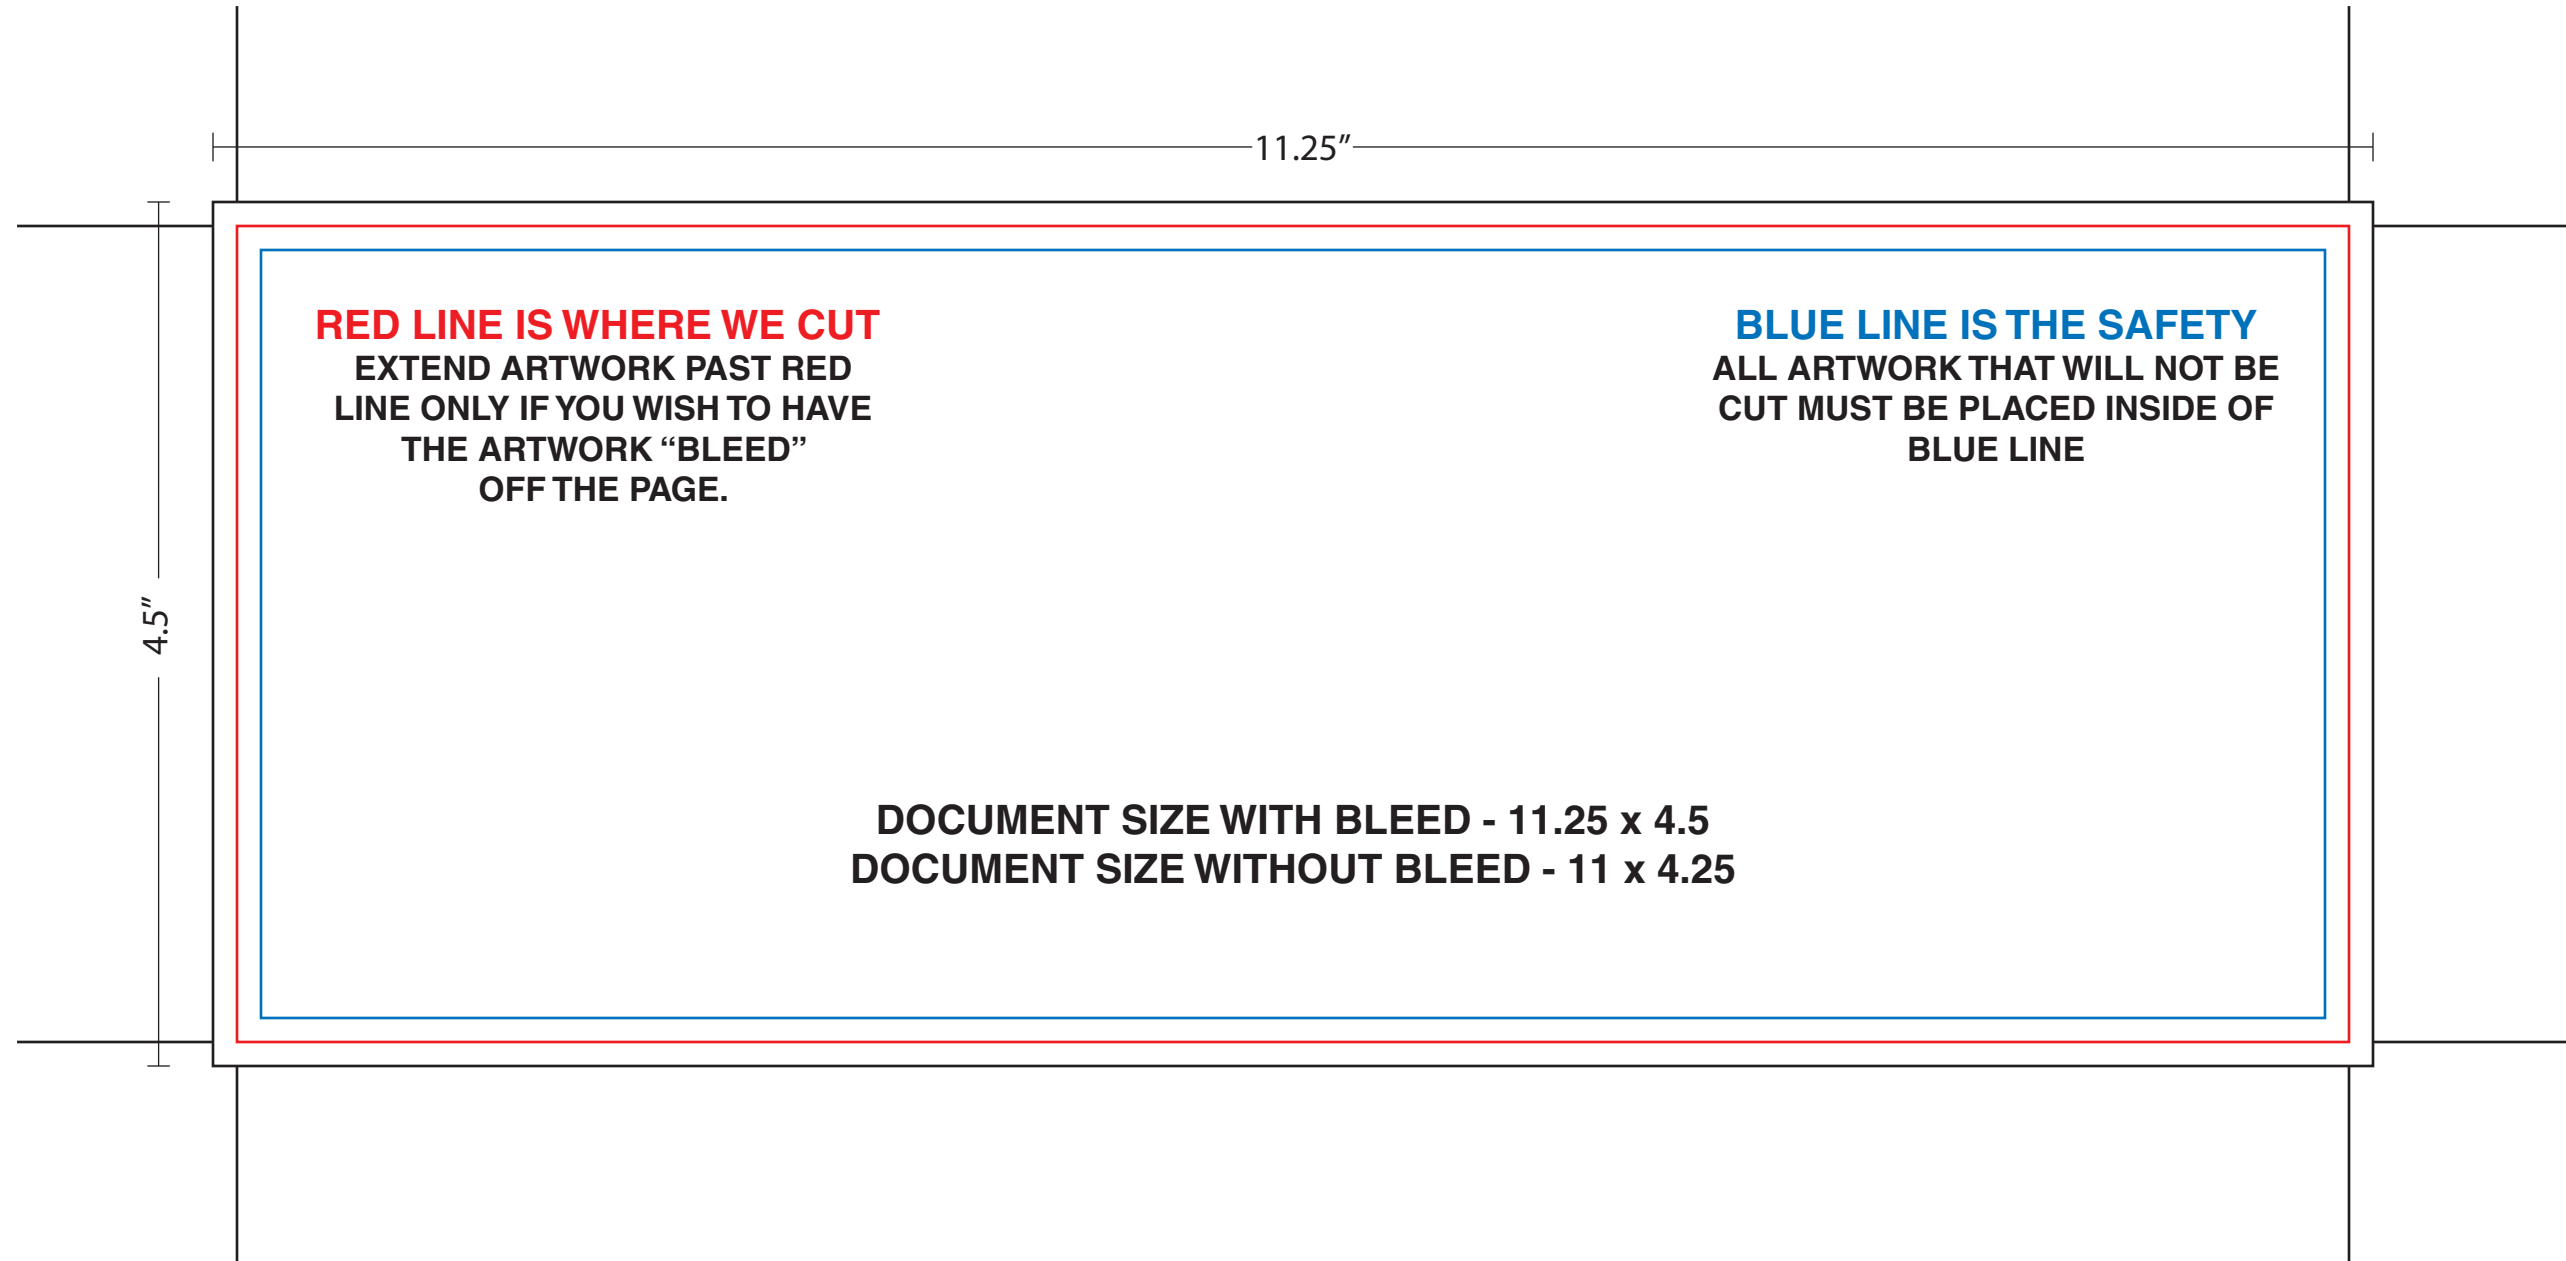 11.25”
4.5”
RED LINE IS WHERE WE CUT
EXTEND ARTWORK PAST RED
LINE ONLY IF YOU WISH TO HAVE
THE ARTWORK “BLEED”
OFF THE PAGE.
BLUE LINE IS THE SAFETY
ALL ARTWORK THAT WILL NOT BE
CUT MUST BE PLACED INSIDE OF
BLUE LINE
DOCUMENT SIZE WITH BLEED - 11.25 x 4.5
DOCUMENT SIZE WITHOUT BLEED - 11 x 4.25